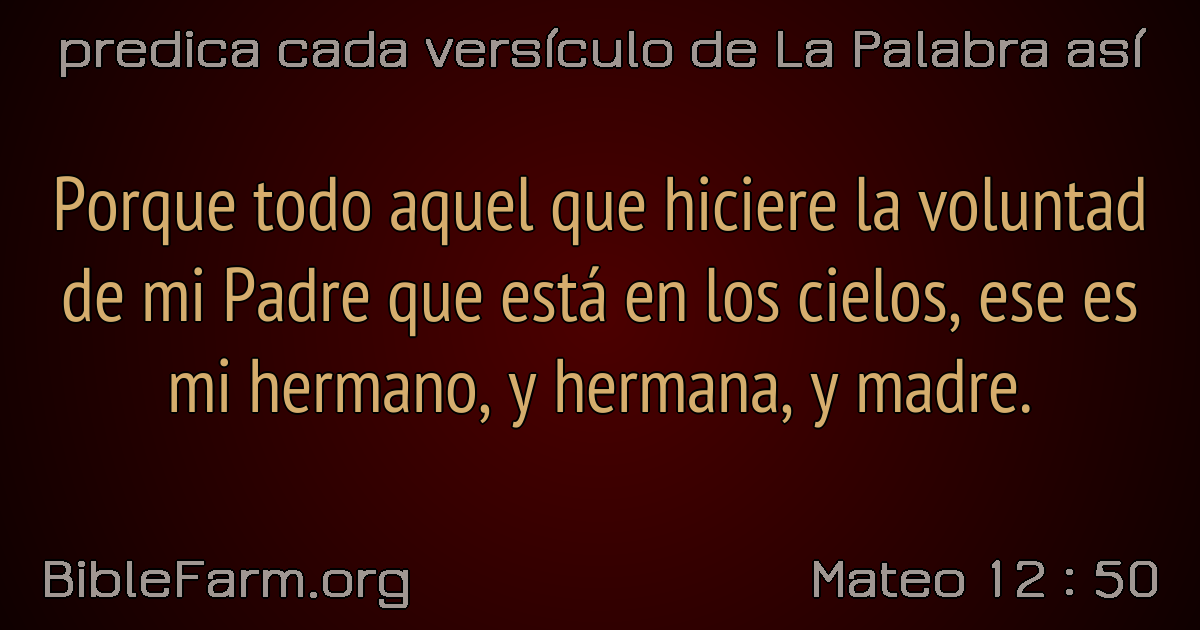 predica cada versículo de La Palabra así
Porque todo aquel que hiciere la voluntad
de mi Padre que está en los cielos, ese es
mi hermano, y hermana, y madre.
BibleFarm.org
Mateo 12 : 50